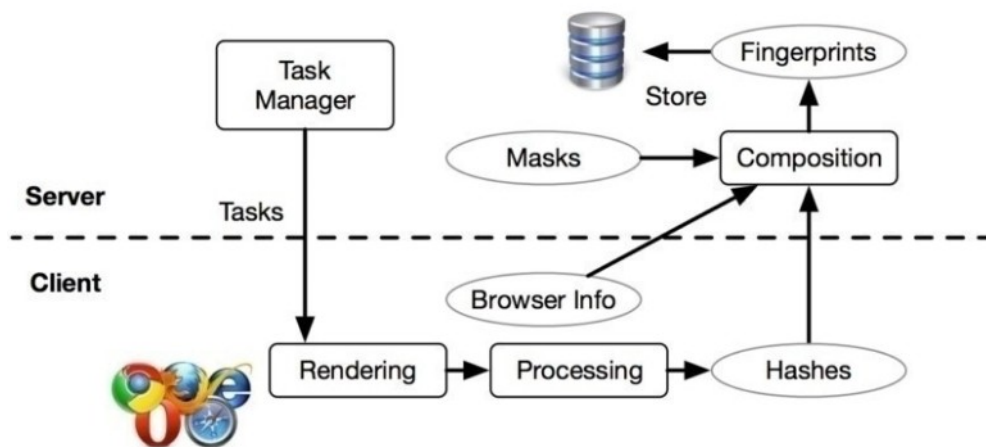 Task
Manager
Fingerprints
Store
Masks
Composition
Server
Tasks
Client
Browser Info
Rendering
Processing
Hashes